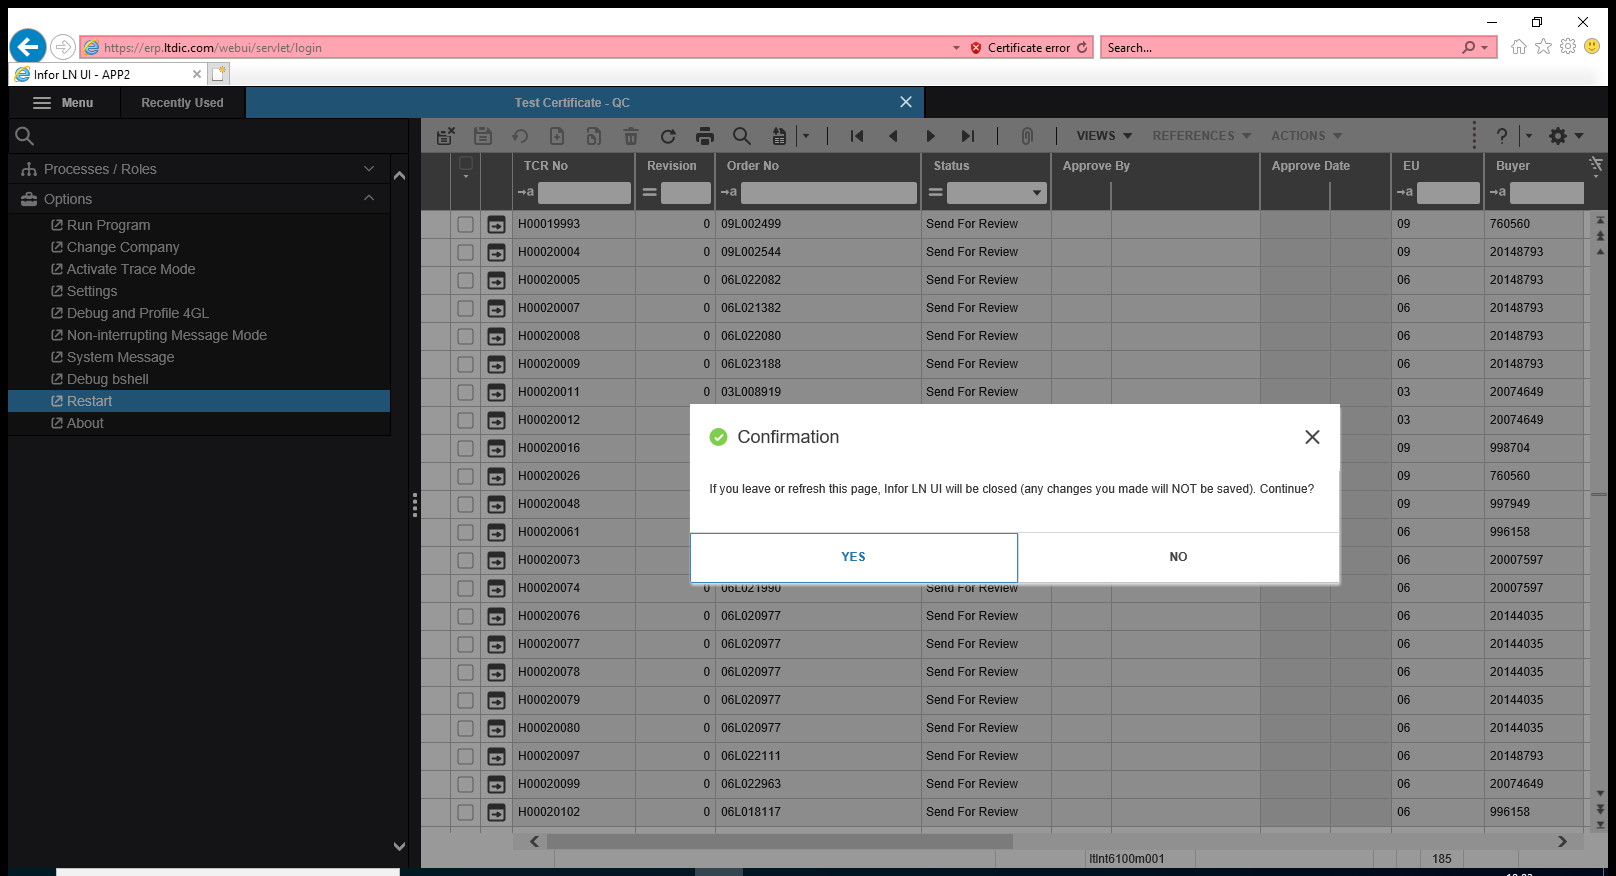 https://erp.ltdic.com/webui/servlet/login
Certificate error
Search...
Infor LN UI - APP2
Menu
Recently Used
Test Certificate - QC
VIEWS
REFERENCES
ACTIONS
Processes / Roles
Options
Run Program
Change Company
Activate Trace Mode
Settings
Debug and Profile 4GL
Non-interrupting Message Mode
System Message
Debug bshell
Restart
About
TCR No Revision Order No Status Approve By Approve Date EU Buyer
H00019993 0 09L002499 Send For Review 09 760560
H00020004 0 09L002544 Send For Review 09 20148793
H00020005 0 06L022082 Send For Review 06 20148793
H00020007 0 06L021382 Send For Review 06 20148793
H00020008 0 06L022080 Send For Review 06 20148793
H00020009 0 06L023188 Send For Review 06 20148793
H00020011 0 03L008919 Send For Review 03 20074649
H00020012 03 20074649
H00020016 09 998704
H00020026 09 760560
H00020048 09 997949
H00020061 06 996158
H00020073 06 20007597
H00020074 0 06L021990 Send For Review 06 20007597
H00020076 0 06L020977 Send For Review 06 20144035
H00020077 0 06L020977 Send For Review 06 20144035
H00020078 0 06L020977 Send For Review 06 20144035
H00020079 0 06L020977 Send For Review 06 20144035
H00020080 0 06L020977 Send For Review 06 20144035
H00020097 0 06L022111 Send For Review 06 20148793
H00020099 0 06L022963 Send For Review 06 20074649
H00020102 0 06L018117 Send For Review 06 996158
Confirmation
If you leave or refresh this page, Infor LN UI will be closed (any changes you made will NOT be saved). Continue?
YES
NO
ltlnt6100m001
185